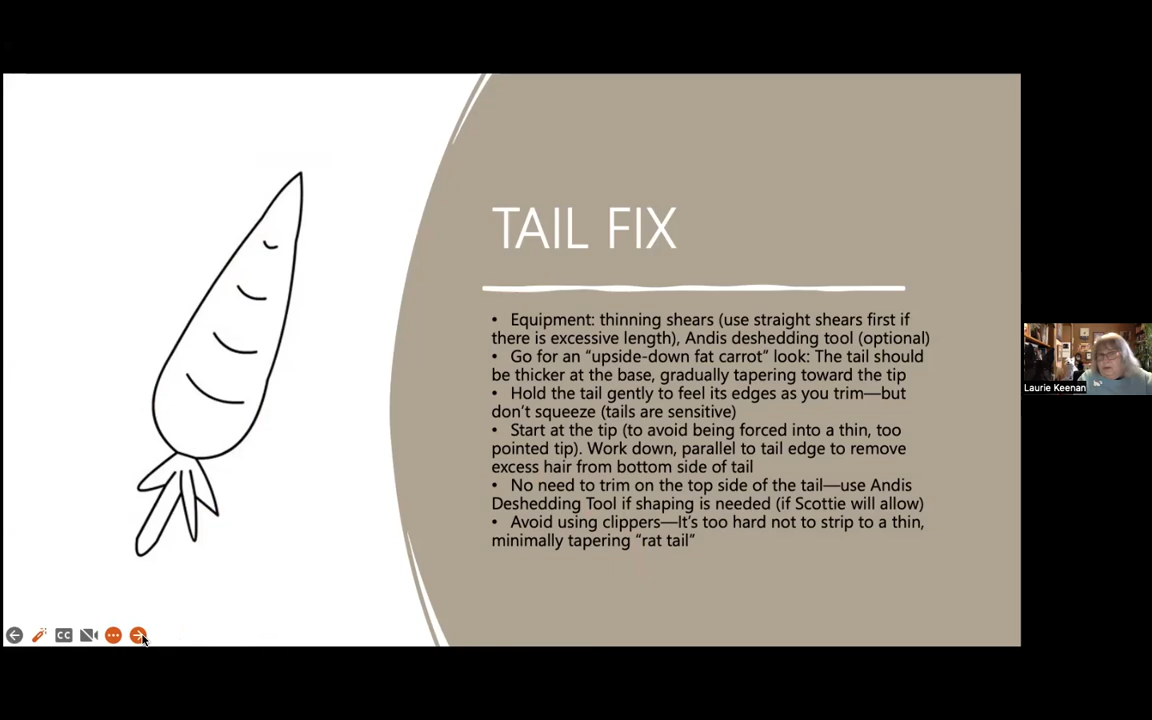 TAIL FIX
• Equipment: thinning shears (use straight shears first if
there is excessive length), Andis deshedding tool (optional)
• Go for an “upside-down fat carrot” look: The tail should
be thicker at the base, gradually tapering toward the tip
• Hold the tail gently to feel its edges as you trim—but
don’t squeeze (tails are sensitive)
• Start at the tip (to avoid being forced into a thin, too
pointed tip). Work down, parallel to tail edge to remove
excess hair from bottom side of tail
• No need to trim on the top side of the tail—use Andis
Deshedding Tool if shaping is needed (if Scottie will allow)
• Avoid using clippers—It’s too hard not to strip to a thin,
minimally tapering “rat tail”
Laurie Keenan
CC